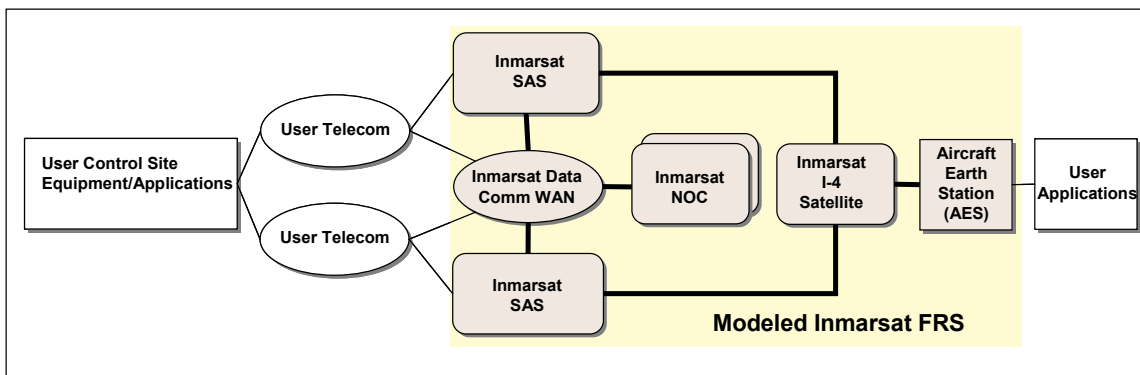 User Control Site
Equipment/Applications
User Telecom
User Telecom
Inmarsat
SAS
Inmarsat Data
Comm WAN
Inmarsat
SAS
Inmarsat
NOC
Inmarsat
I-4
Satellite
Aircraft
Earth
Station
(AES)
User
Applications
Modeled Inmarsat FRS